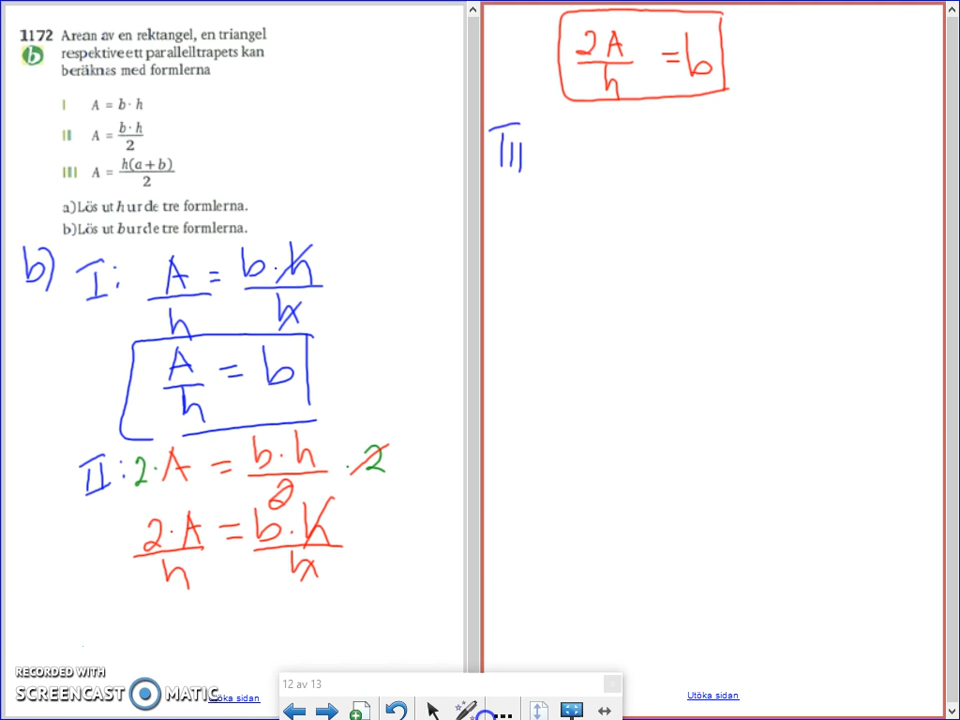 1172 Arean av en rektangel, en triangel
b respektive ett parallelltrapets kan
beräknas med formlerna
I A = b · h
II A = b · h / 2
III A = h(a + b) / 2
a) Lös ut h ur de tre formlerna.
b) Lös ut b ur de tre formlerna.
b) I: A / h = b · h / h
A / h = b
II: 2 · A = b · h / 2 · 2
2 · A / h = b · h / h
RECORDED WITH
SCREENCAST MATIC
Utöka sidan
12 av 13
2A / h = b
III
Utöka sidan